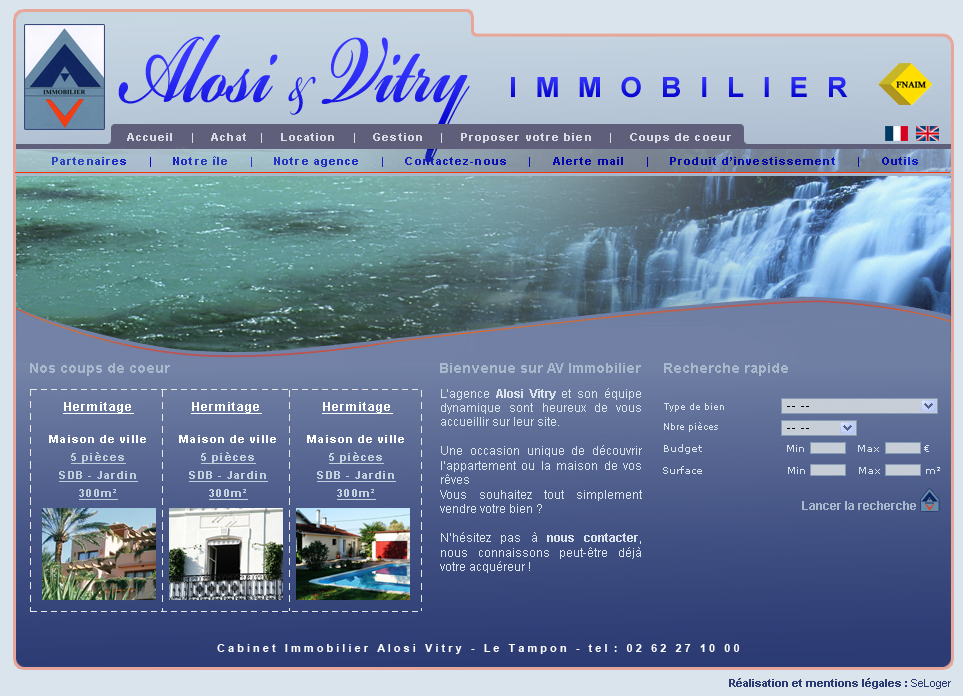 Alosi & Vitry IMMOBILIER
IMMOBILIER
FNAIM
Accueil | Achat | Location | Gestion | Proposer votre bien | Coups de coeur
Partenaires | Notre île | Notre agence | Contactez-nous | Alerte mail | Produit d'investissement | Outils
Nos coups de coeur
Hermitage Hermitage Hermitage
Maison de ville Maison de ville Maison de ville
5 pièces 5 pièces 5 pièces
SDB - Jardin SDB - Jardin SDB - Jardin
300m² 300m² 300m²
Bienvenue sur AV Immobilier
L'agence Alosi Vitry et son équipe
dynamique sont heureux de vous
accueillir sur leur site.
Une occasion unique de découvrir
l'appartement ou la maison de vos
rêves
Vous souhaitez tout simplement
vendre votre bien ?
N'hésitez pas à nous contacter,
nous connaissons peut-être déjà
votre acquéreur !
Recherche rapide
Type de bien -- --
Nbre pièces -- --
Budget Min Max €
Surface Min Max m²
Lancer la recherche
Cabinet Immobilier Alosi Vitry - Le Tampon - tel : 02 62 27 10 00
Réalisation et mentions légales : SeLoger